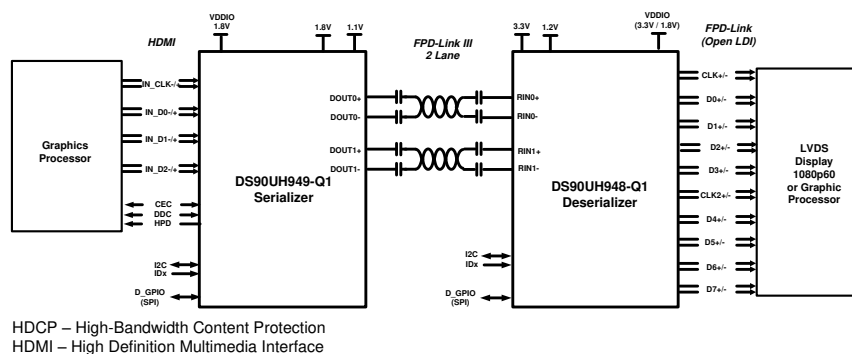 HDMI
VDDIO
1.8V
1.8V
1.1V
FPD-Link III
2 Lane
3.3V
1.2V
VDDIO
(3.3V / 1.8V)
FPD-Link
(Open LDI)
Graphics
Processor
IN_CLK-/+
IN_D0-/+
IN_D1-/+
IN_D2-/+
CEC
DDC
HPD
I2C
IDx
D_GPIO
(SPI)
DOUT0+
DOUT0-
DOUT1+
DOUT1-
DS90UH949-Q1
Serializer
RIN0+
RIN0-
RIN1+
RIN1-
DS90UH948-Q1
Deserializer
I2C
IDx
D_GPIO
(SPI)
CLK+/-
D0+/-
D1+/-
D2+/-
D3+/-
CLK2+/-
D4+/-
D5+/-
D6+/-
D7+/-
LVDS
Display
1080p60
or Graphic
Processor
HDCP – High-Bandwidth Content Protection
HDMI – High Definition Multimedia Interface